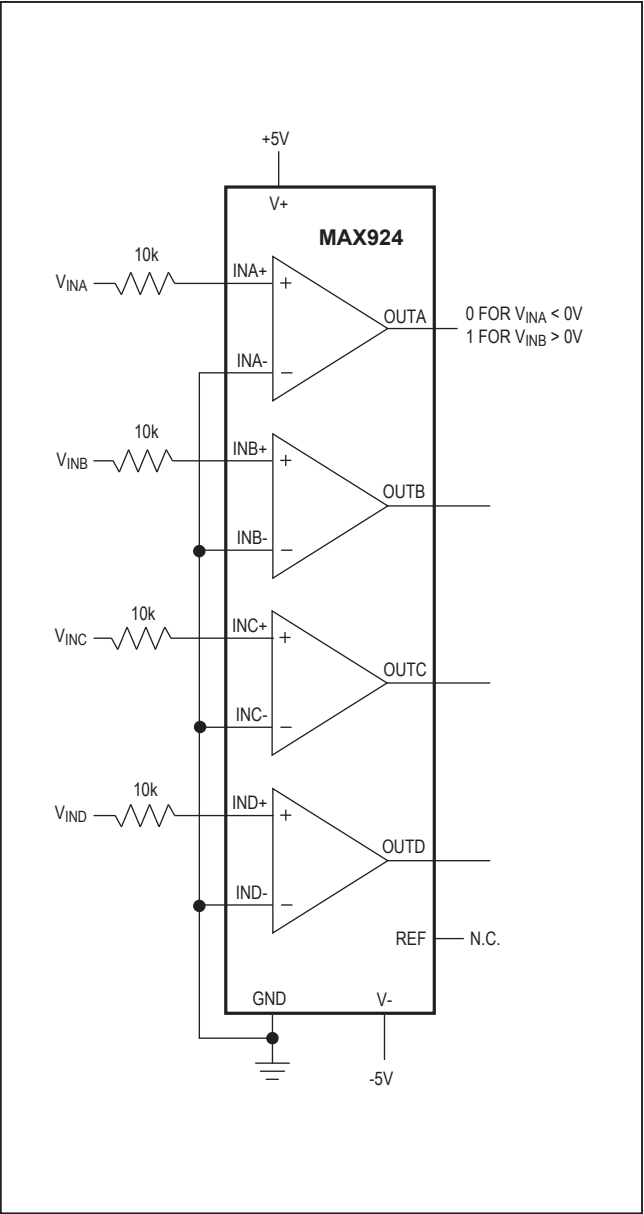 +5V
V+
MAX924
10k
VINA
INA+
+
OUTA
0 FOR VINA < 0V
1 FOR VINB > 0V
INA-
−
10k
VINB
INB+
+
OUTB
INB-
−
10k
VINC
INC+
+
OUTC
INC-
−
10k
VIND
IND+
+
OUTD
IND-
−
REF
N.C.
GND
V-
-5V